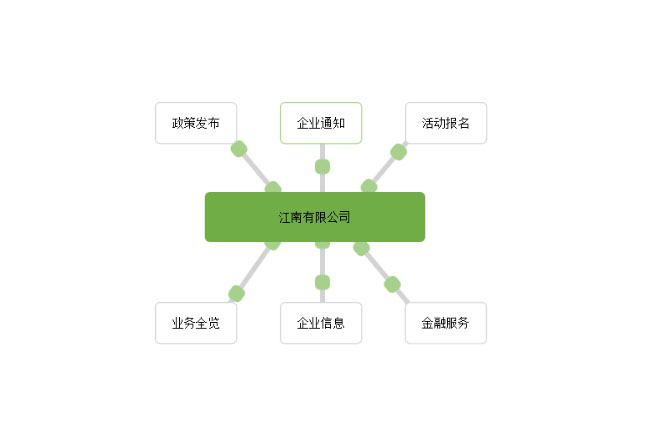 政策发布
企业通知
活动报名
江南有限公司
业务全览
企业信息
金融服务